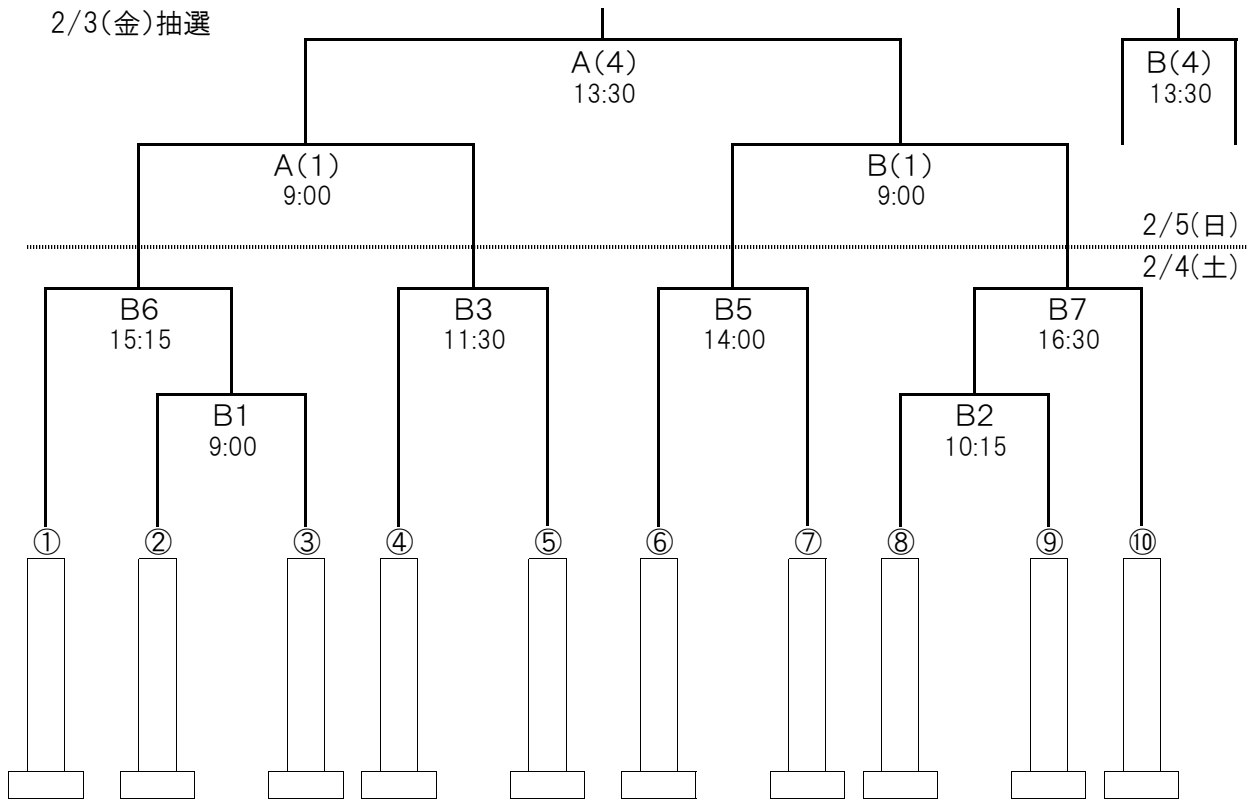 2/3(金)抽選
A(4)
13:30
B(4)
13:30
A(1)
9:00
B(1)
9:00
2/5(日)
2/4(土)
B6
15:15
B3
11:30
B5
14:00
B7
16:30
B1
9:00
B2
10:15
① ② ③ ④ ⑤ ⑥ ⑦ ⑧ ⑨ ⑩